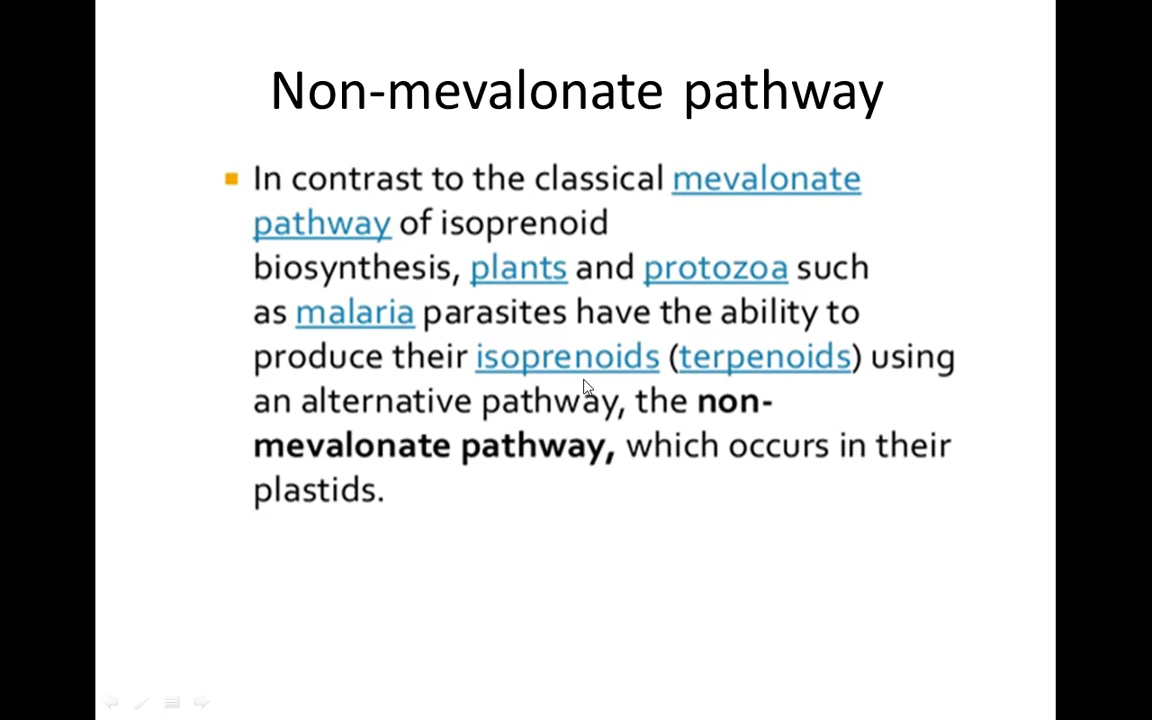 Non-mevalonate pathway
In contrast to the classical mevalonate
pathway of isoprenoid
biosynthesis, plants and protozoa such
as malaria parasites have the ability to
produce their isoprenoids (terpenoids) using
an alternative pathway, the non-
mevalonate pathway, which occurs in their
plastids.